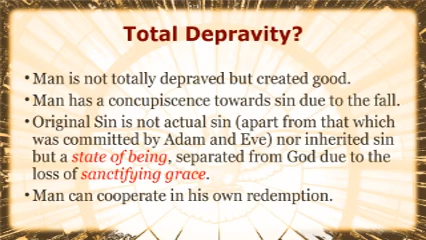 Total Depravity?
• Man is not totally depraved but created good.
• Man has a concupiscence towards sin due to the fall.
• Original Sin is not actual sin (apart from that which
was committed by Adam and Eve) nor inherited sin
but a state of being, separated from God due to the
loss of sanctifying grace.
• Man can cooperate in his own redemption.